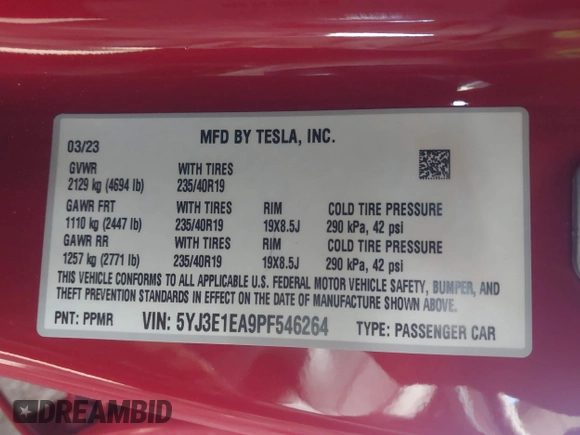 MFD BY TESLA, INC.
03/23
GVWR WITH TIRES
2129 kg (4694 lb) 235/40R19
GAWR FRT WITH TIRES RIM COLD TIRE PRESSURE
1110 kg (2447 lb) 235/40R19 19X8.5J 290 kPa, 42 psi
GAWR RR WITH TIRES RIM COLD TIRE PRESSURE
1257 kg (2771 lb) 235/40R19 19X8.5J 290 kPa, 42 psi
THIS VEHICLE CONFORMS TO ALL APPLICABLE U.S. FEDERAL MOTOR VEHICLE SAFETY, BUMPER, AND
THEFT PREVENTION STANDARDS IN EFFECT ON THE DATE OF MANUFACTURE SHOWN ABOVE.
PNT: PPMR VIN: 5YJ3E1EA9PF546264 TYPE: PASSENGER CAR
DREAMBID